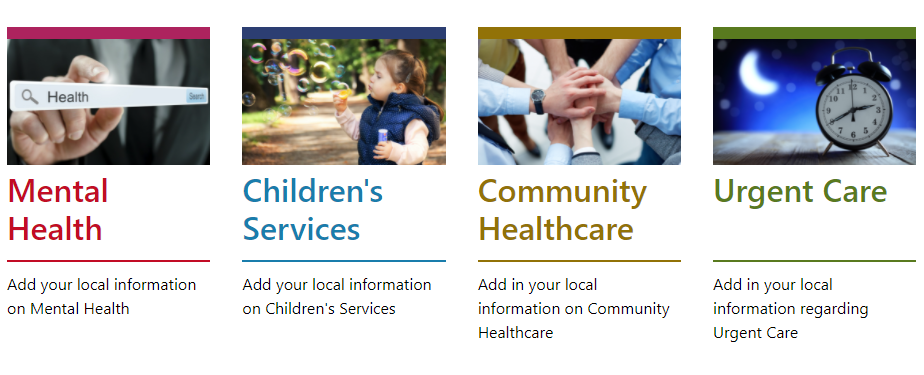 Health
Search
Mental
Health
Add your local information
on Mental Health
Children's
Services
Add your local information
on Children's Services
Community
Healthcare
Add in your local
information on Community
Healthcare
12
Urgent Care
Add in your local
information regarding
Urgent Care